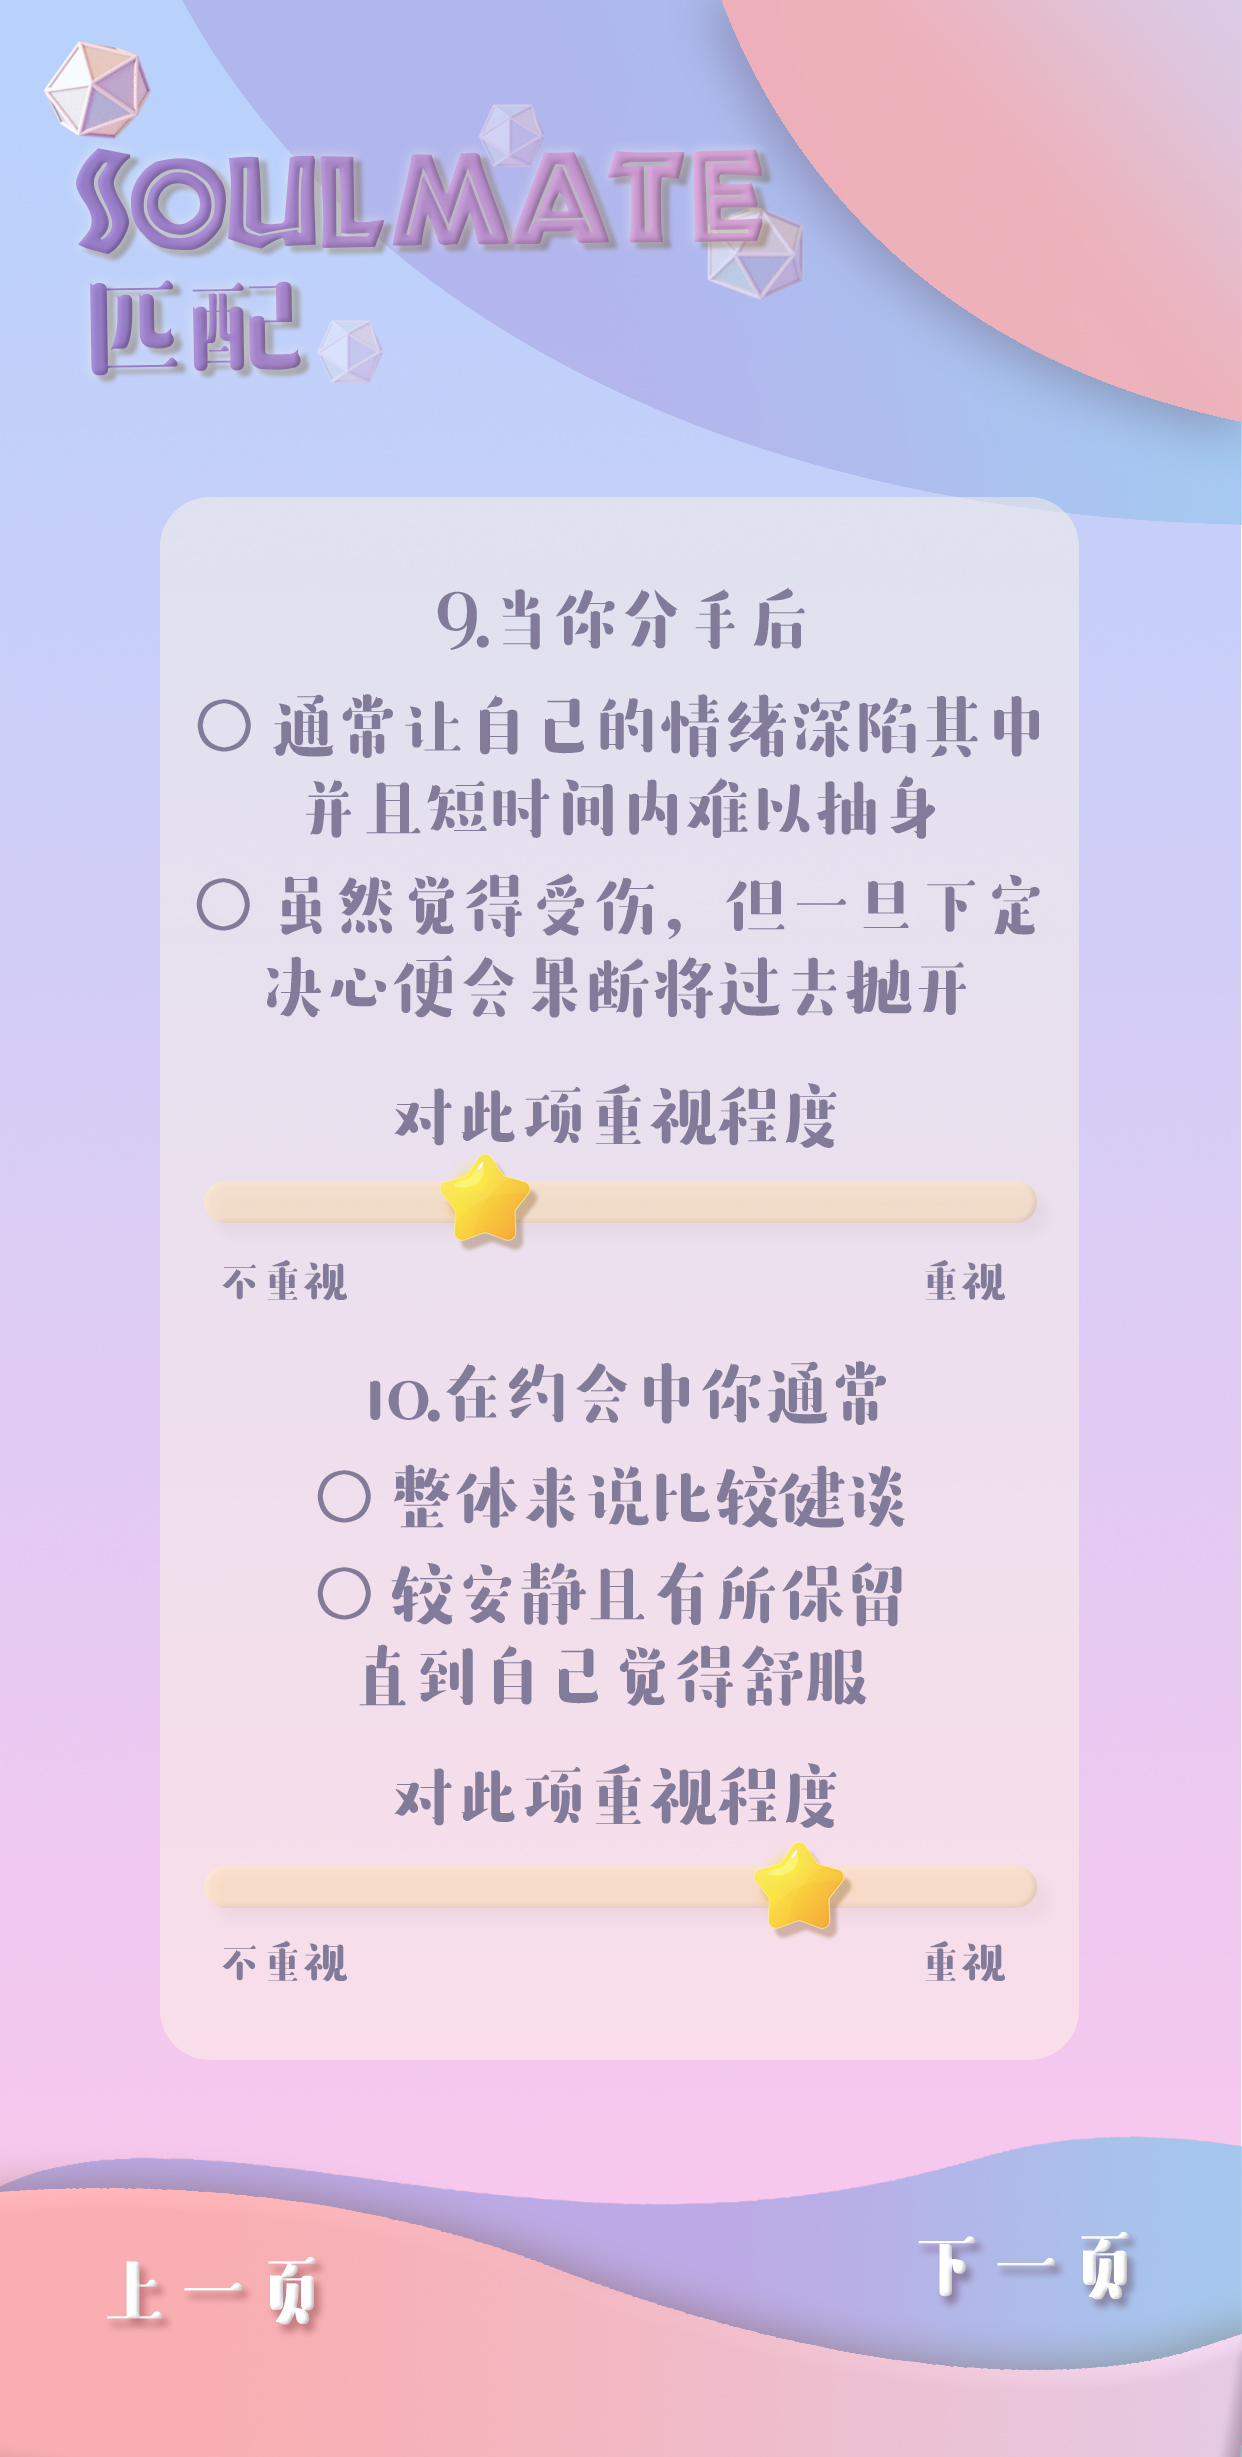 SOULMATE
匹配
9.当你分手后
○ 通常让自己的情绪深陷其中
并且短时间内难以抽身
○ 虽然觉得受伤，但一旦下定
决心便会果断将过去抛开
对此项重视程度
不重视 重视
10.在约会中你通常
○ 整体来说比较健谈
○ 较安静且有所保留
直到自己觉得舒服
对此项重视程度
不重视 重视
上一页 下一页